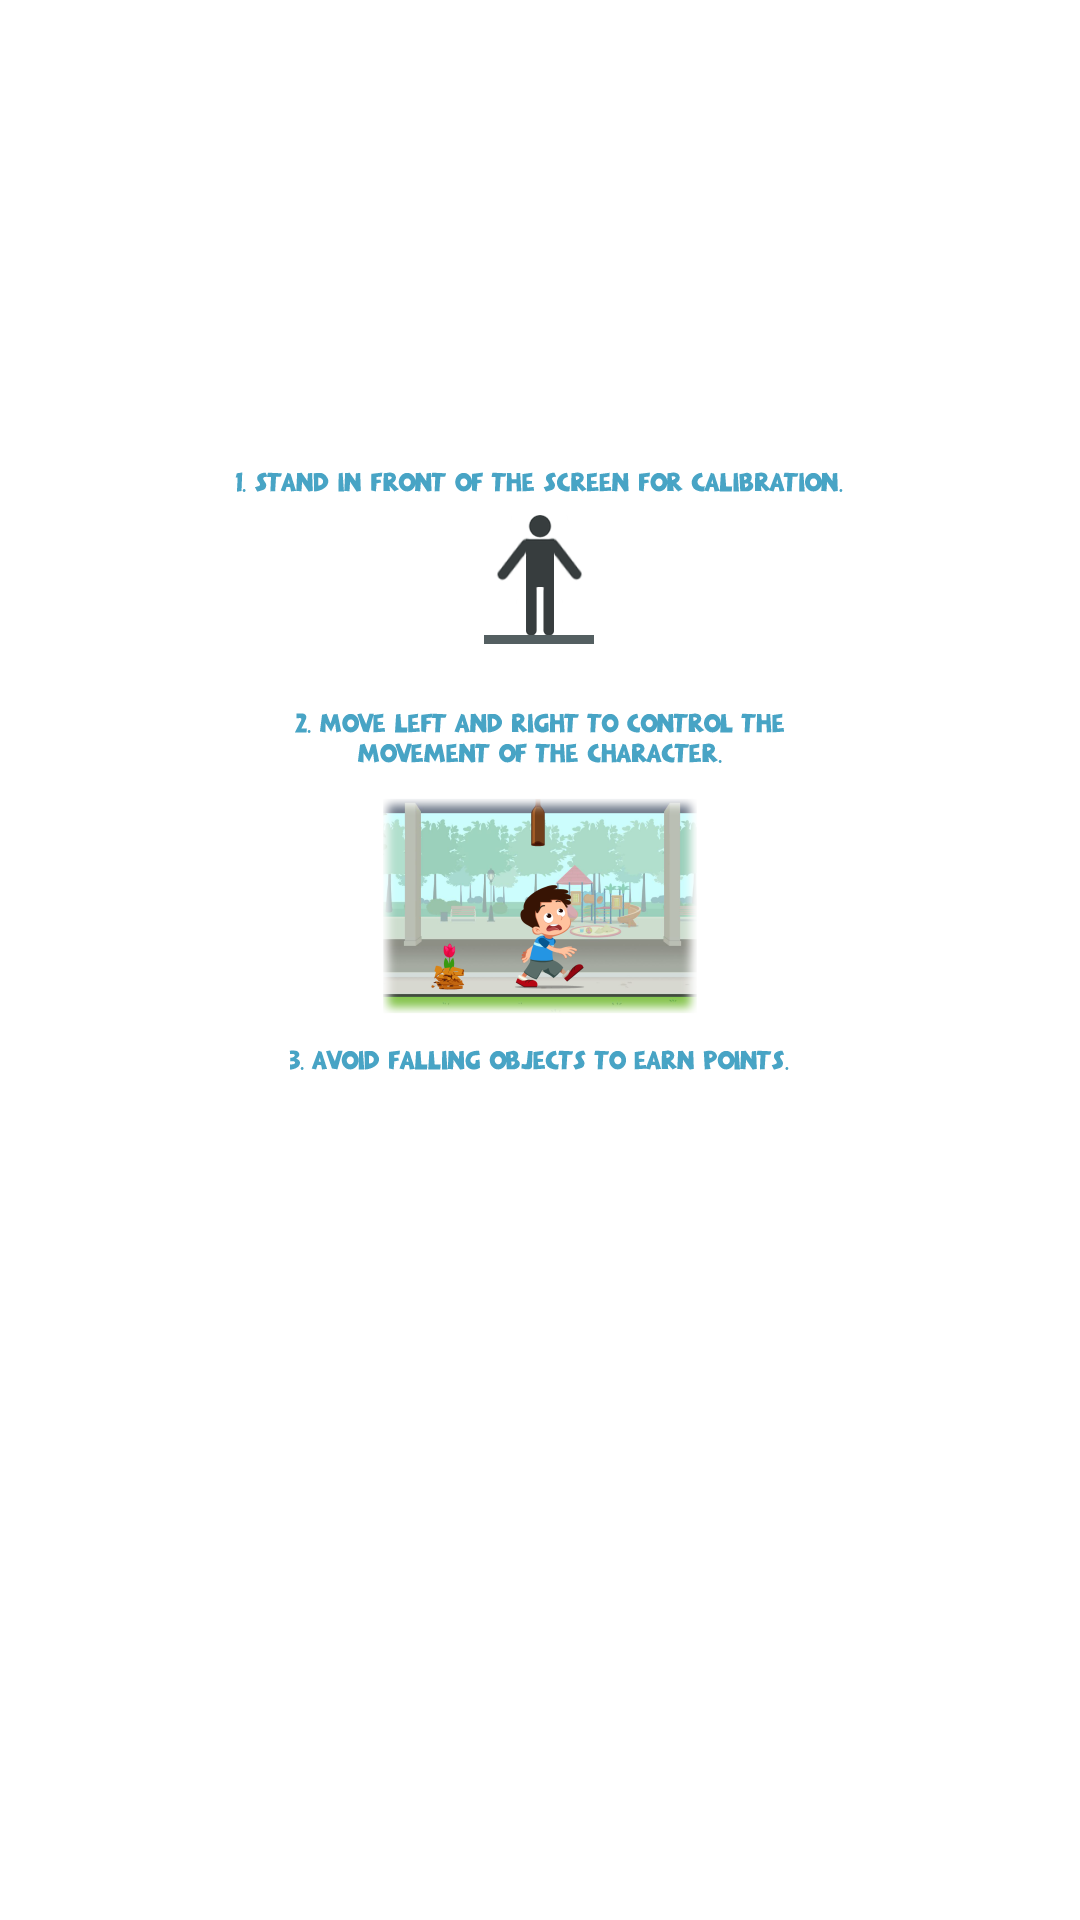 1. STAND IN FRONT OF THE SCREEN FOR CALIBRATION.
2. MOVE LEFT AND RIGHT TO CONTROL THE
MOVEMENT OF THE CHARACTER.
3. AVOID FALLING OBJECTS TO EARN POINTS.